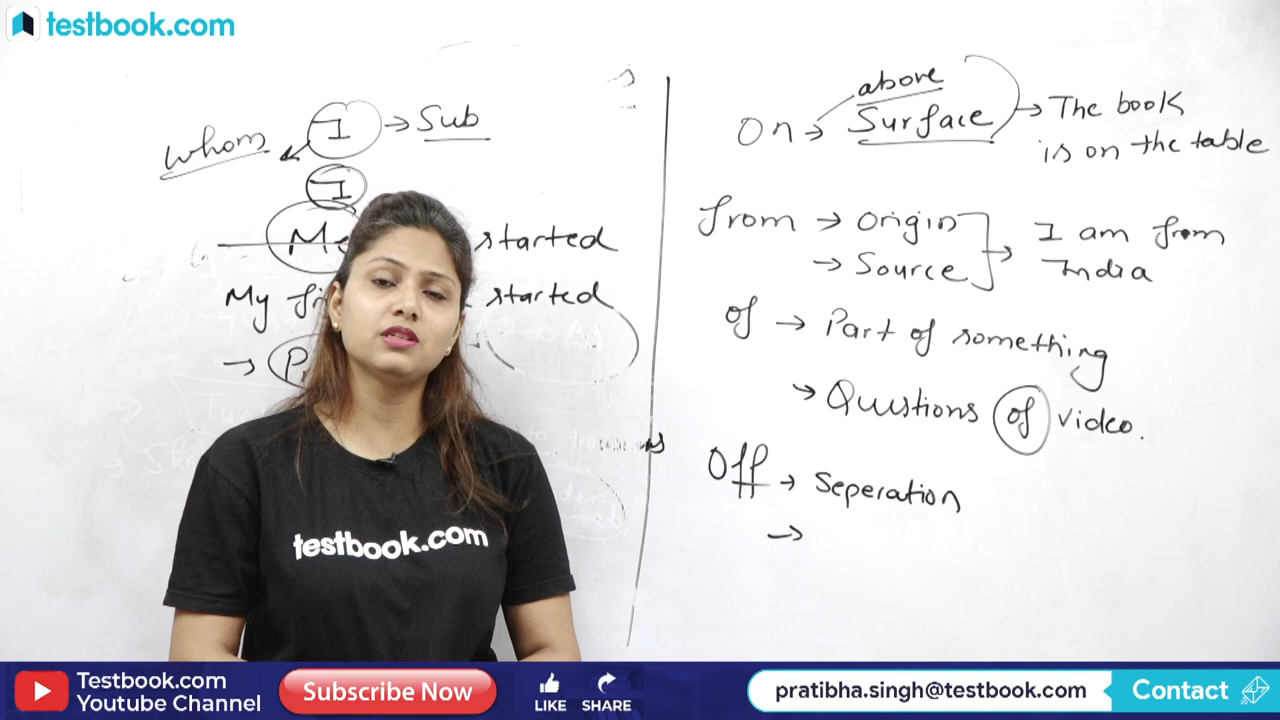 testbook.com
whom I → Sub
I
Me started
My started
→
On → above Surface → The book
is on the table
from → Origin
→ Source
I am from
India
of → Part of something
→ Qustions of video.
Off → Seperation
→
testbook.com
Testbook.com
Youtube Channel
Subscribe Now
LIKE
SHARE
pratibha.singh@testbook.com
Contact